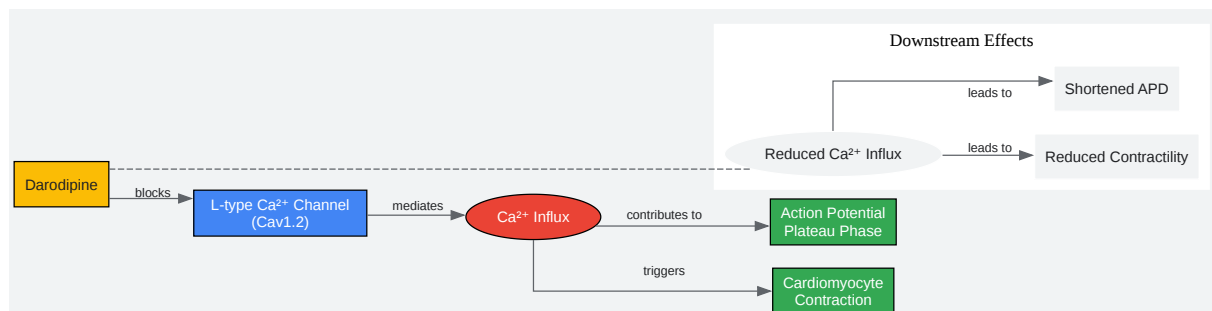 Downstream Effects
Shortened APD
leads to
Reduced Ca²⁺ Influx
leads to
Reduced Contractility
Darodipine
blocks
L-type Ca²⁺ Channel
(Cav1.2)
mediates
Ca²⁺ Influx
contributes to
Action Potential
Plateau Phase
triggers
Cardiomyocyte
Contraction